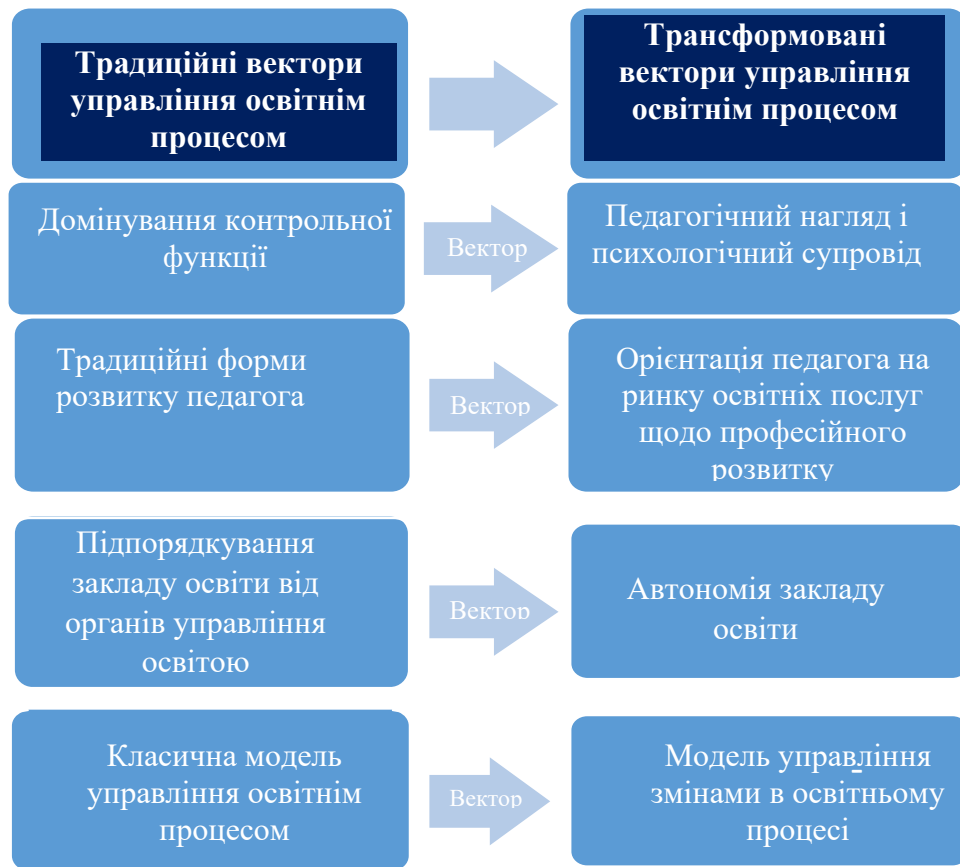 Традиційні вектори
управління освітнім
процесом
Трансформовані
вектори управління
освітнім процесом
Домінування контрольної
функції
Вектор
Педагогічний нагляд і
психологічний супровід
Традиційні форми
розвитку педагога
Вектор
Орієнтація педагога на
ринку освітніх послуг
щодо професійного
розвитку
Підпорядкування
закладу освіти від
органів управління
освітою
Вектор
Автономія закладу
освіти
Класична модель
управління освітнім
процесом
Вектор
Модель управління
змінами в освітньому
процесі